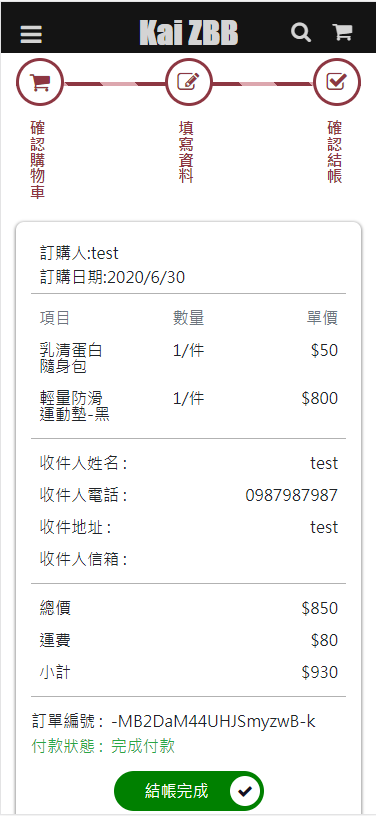 Kai ZBB
確認購物車
填寫資料
確認結帳
訂購人:test
訂購日期:2020/6/30
項目 數量 單價
乳清蛋白 1/件 $50
隨身包
輕量防滑 1/件 $800
運動墊-黑
收件人姓名 : test
收件人電話 : 0987987987
收件地址 : test
收件人信箱 :
總價 $850
運費 $80
小計 $930
訂單編號 : -MB2DaM44UHJSmyzwB-k
付款狀態 : 完成付款
結帳完成